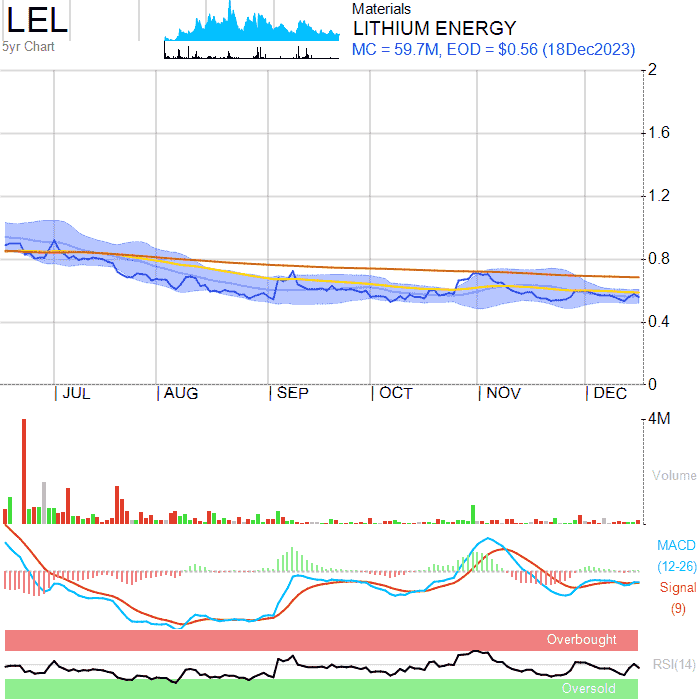 LEL
5yr Chart
Materials
LITHIUM ENERGY
MC = 59.7M, EOD = $0.56 (18Dec2023)
2
1.6
1.2
0.8
0.4
0
JUL AUG SEP OCT NOV DEC
4M
Volume
MACD
(12-26)
Signal
(9)
Overbought
RSI(14)
Oversold